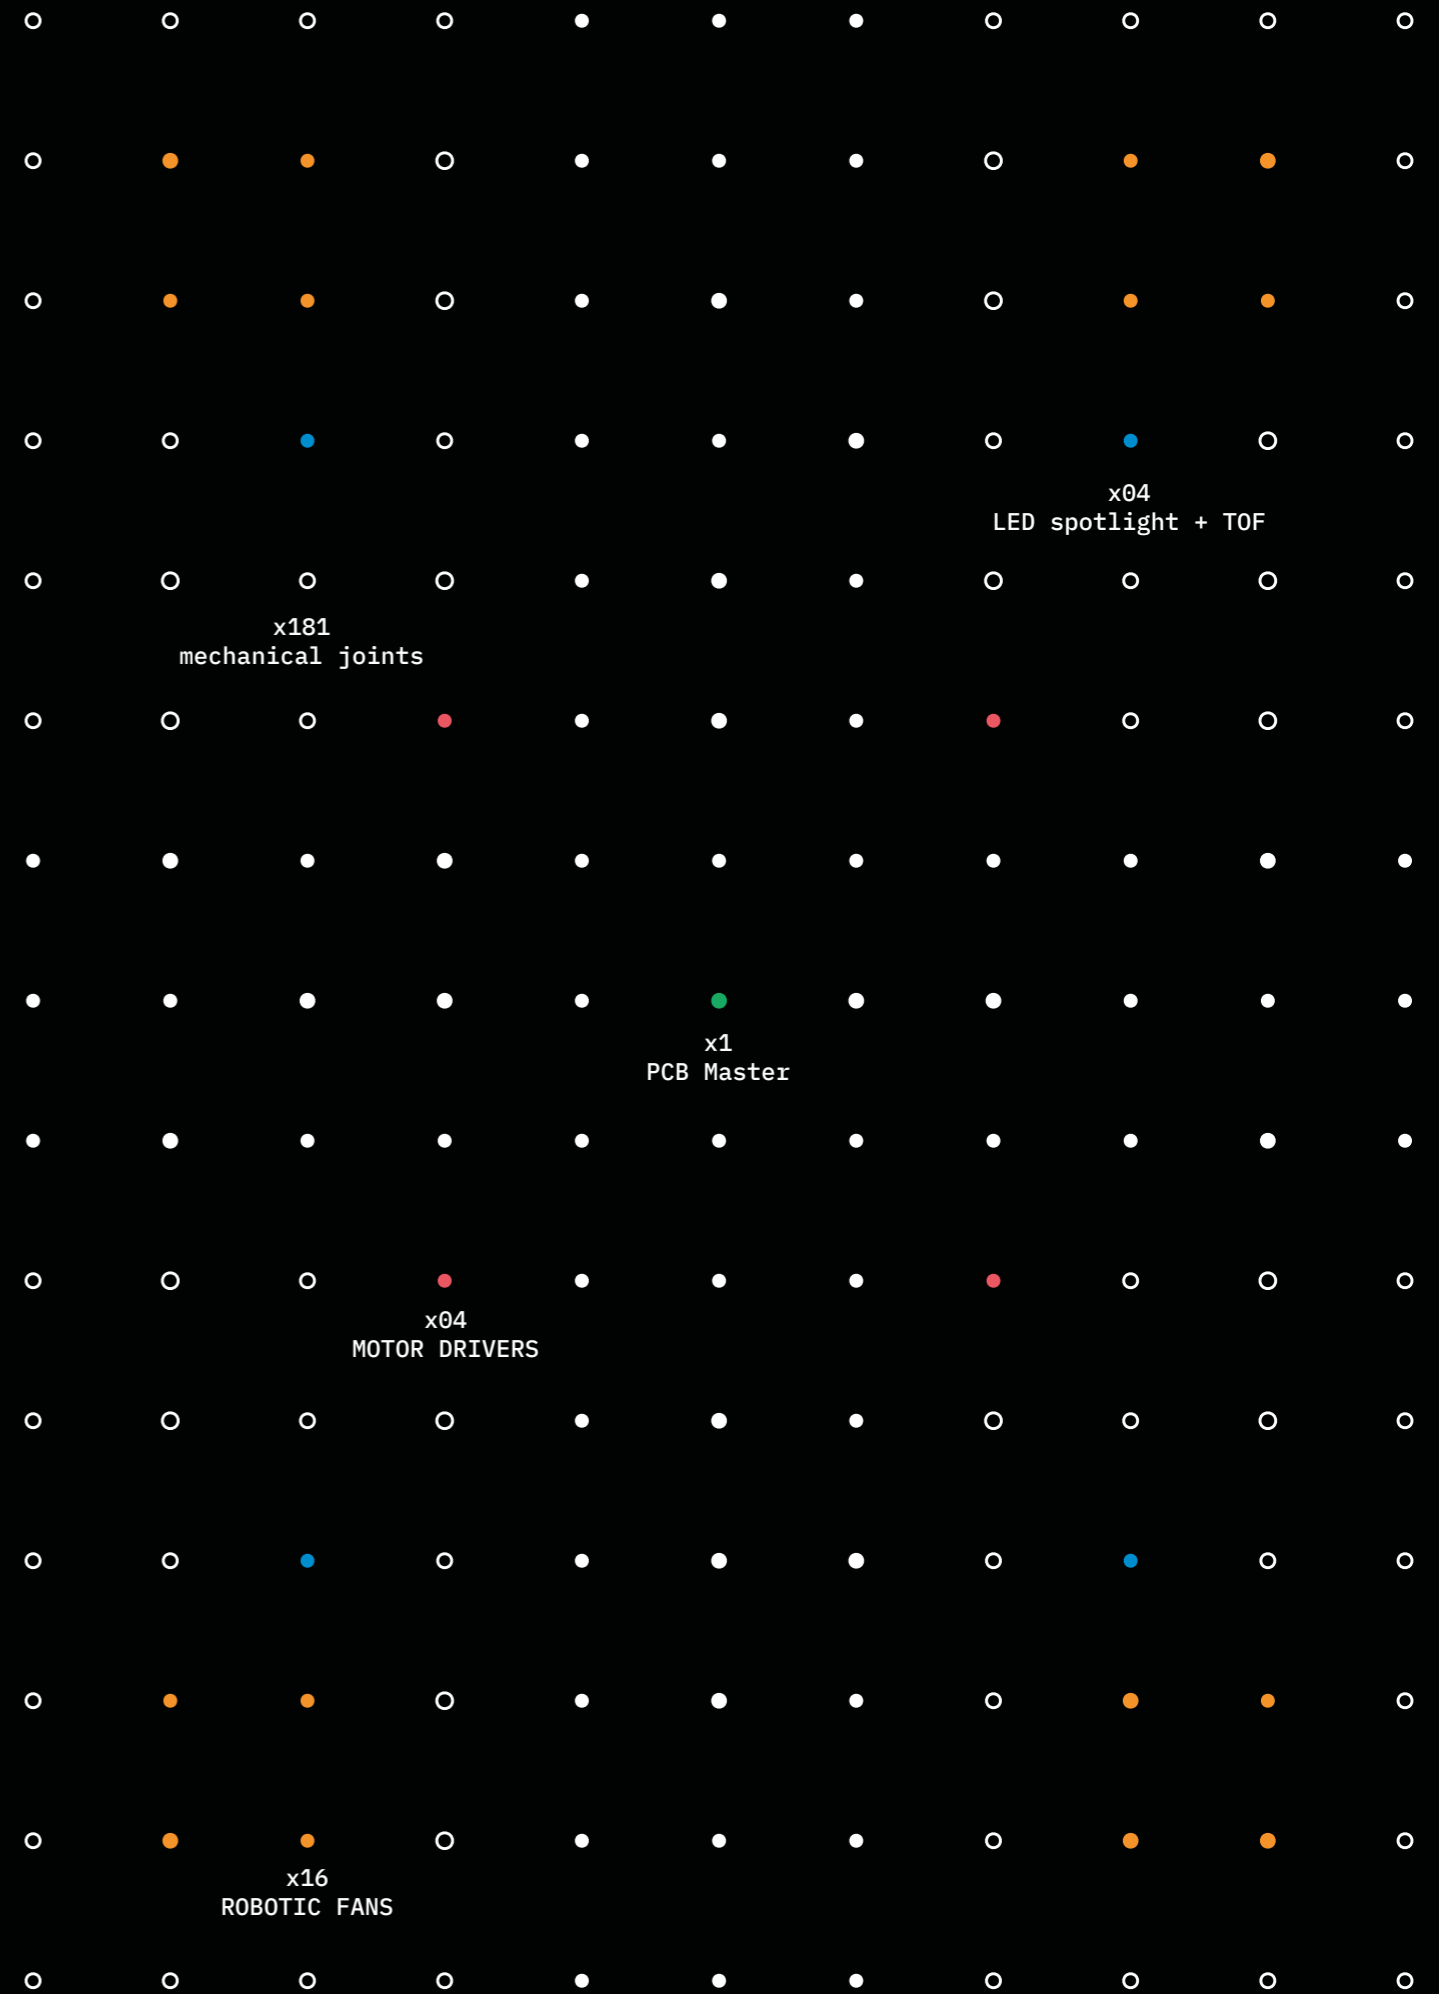 x04
LED spotlight + TOF
x181
mechanical joints
x1
PCB Master
x04
MOTOR DRIVERS
x16
ROBOTIC FANS